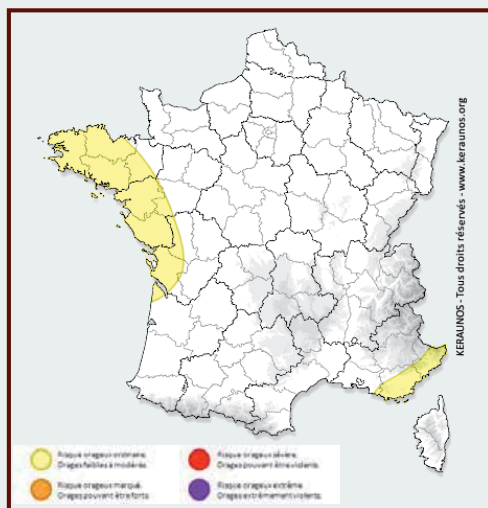 KERAUNOS - Tous droits réservés - www.keraunos.org
Risque orageux ordinaire.
Orages faibles à modérés.
Risque orageux marqué.
Orages pouvant être forts.
Risque orageux sévère.
Orages pouvant être violents.
Risque orageux extrême
Orages extrêmement violents.